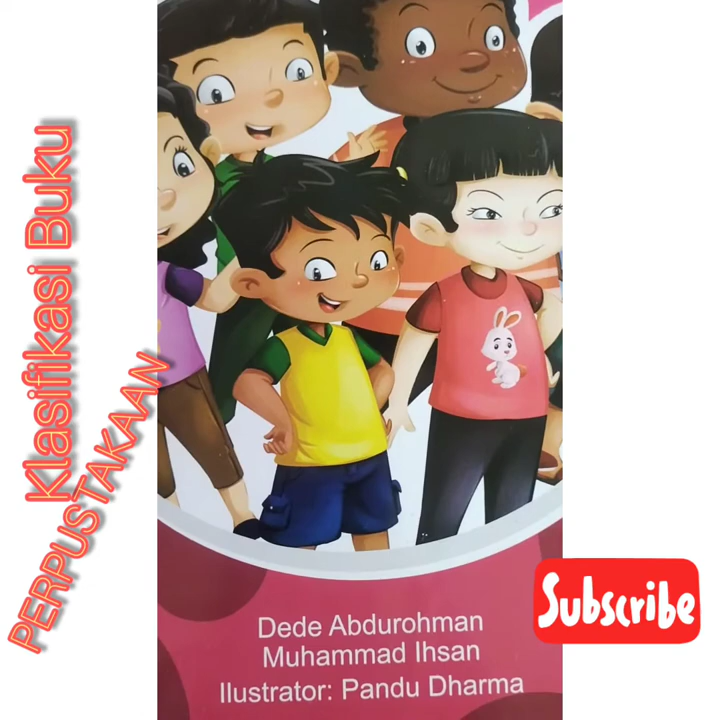 Klasifikasi Buku
PERPUSTAKAAN
Dede Abdurohman
Muhammad Ihsan
Ilustrator: Pandu Dharma
Subscribe